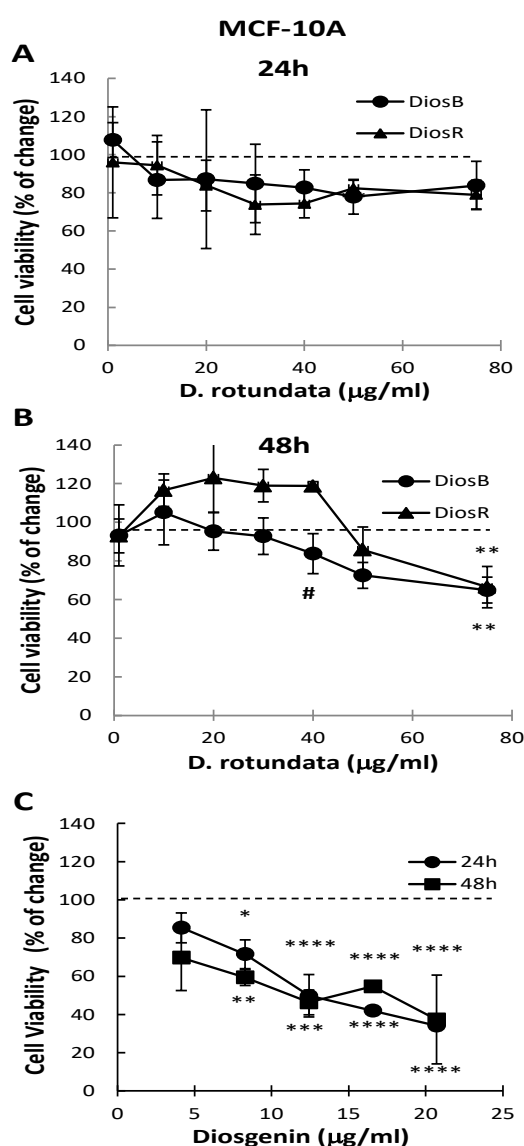 MCF-10A
A
24h
DiosB
DiosR
Cell viability (% of change)
140
120
100
80
60
40
20
0
0 20 40 60 80
D. rotundata (µg/ml)
B
48h
DiosB
DiosR
Cell viability (% of change)
140
120
100
80
60
40
20
0
**
#
**
0 20 40 60 80
D. rotundata (µg/ml)
C
24h
48h
Cell Viability (% of change)
140
120
100
80
60
40
20
0
* **** **** ****
** *** **** ****
0 5 10 15 20 25
Diosgenin (µg/ml)